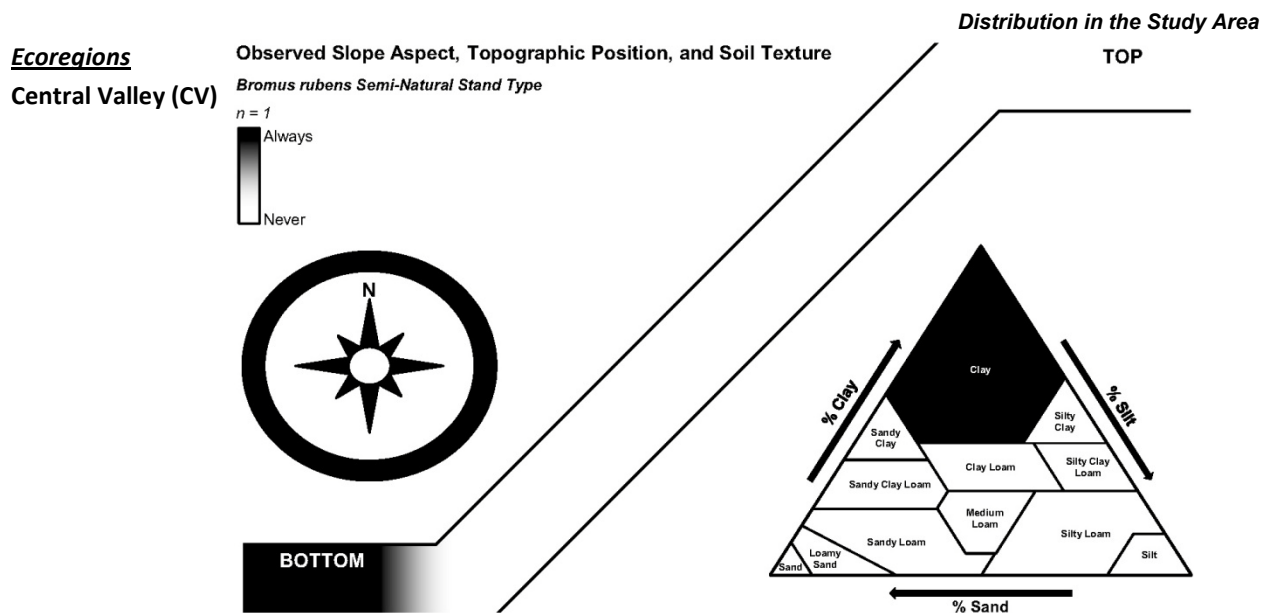 Distribution in the Study Area
Ecoregions
Central Valley (CV)
Observed Slope Aspect, Topographic Position, and Soil Texture
Bromus rubens Semi-Natural Stand Type
n = 1
Always
Never
N
TOP
BOTTOM
% Clay
% Silt
% Sand
Clay
Sandy
Clay
Silty
Clay
Clay Loam
Silty Clay
Loam
Sandy Clay Loam
Medium
Loam
Sandy Loam
Silty Loam
Sand
Loamy
Sand
Silt